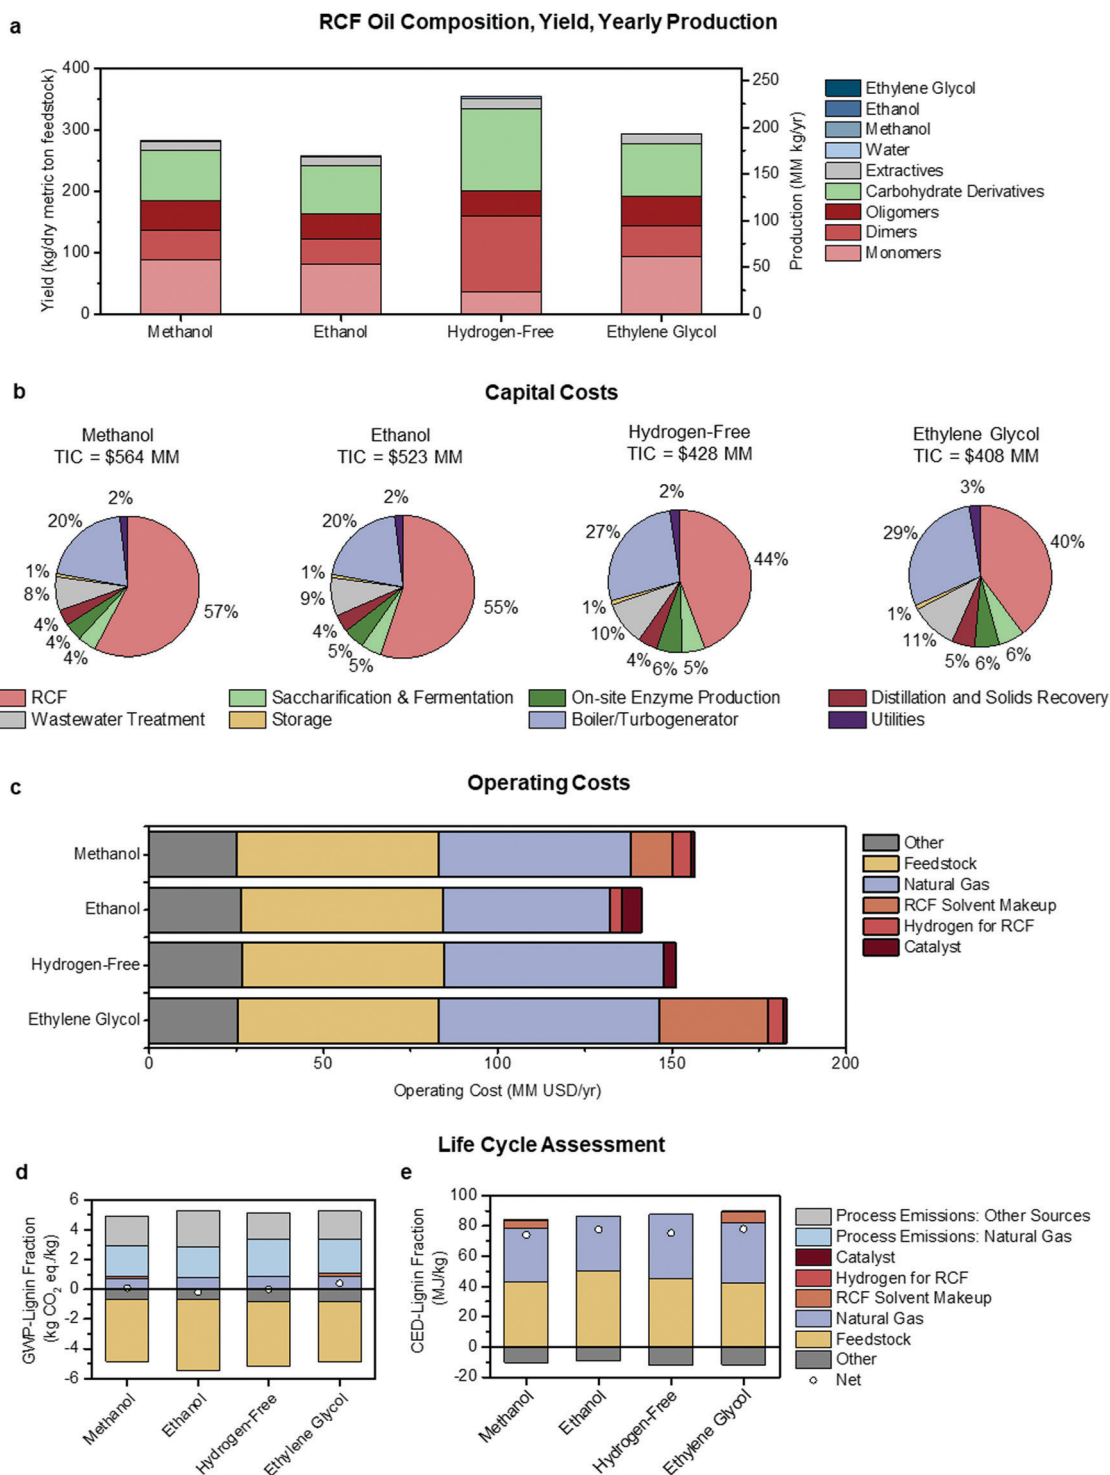 a
RCF Oil Composition, Yield, Yearly Production
Yield (kg/dry metric ton feedstock)
400
300
200
100
0
Methanol
Ethanol
Hydrogen-Free
Ethylene Glycol
250
200
150
100
50
0
Production (MM kg/yr)
Ethylene Glycol
Ethanol
Methanol
Water
Extractives
Carbohydrate Derivatives
Oligomers
Dimers
Monomers
b
Capital Costs
Methanol
TIC = $564 MM
2%
20%
1%
8%
4%
4%
4%
57%
Ethanol
TIC = $523 MM
2%
20%
1%
9%
4%
5%
5%
55%
Hydrogen-Free
TIC = $428 MM
2%
27%
1%
10%
4%
6%
5%
44%
Ethylene Glycol
TIC = $408 MM
3%
29%
1%
11%
5%
6%
6%
40%
RCF
Saccharification & Fermentation
On-site Enzyme Production
Distillation and Solids Recovery
Wastewater Treatment
Storage
Boiler/Turbogenerator
Utilities
c
Operating Costs
Methanol
Ethanol
Hydrogen-Free
Ethylene Glycol
0
50
100
150
200
Operating Cost (MM USD/yr)
Other
Feedstock
Natural Gas
RCF Solvent Makeup
Hydrogen for RCF
Catalyst
Life Cycle Assessment
d
GWP-Lignin Fraction
(kg CO2 eq./kg)
6
4
2
0
-2
-4
-6
Methanol
Ethanol
Hydrogen-Free
Ethylene Glycol
e
CED-Lignin Fraction
(MJ/kg)
100
80
60
40
20
0
-20
Methanol
Ethanol
Hydrogen-Free
Ethylene Glycol
Process Emissions: Other Sources
Process Emissions: Natural Gas
Catalyst
Hydrogen for RCF
RCF Solvent Makeup
Natural Gas
Feedstock
Other
Net